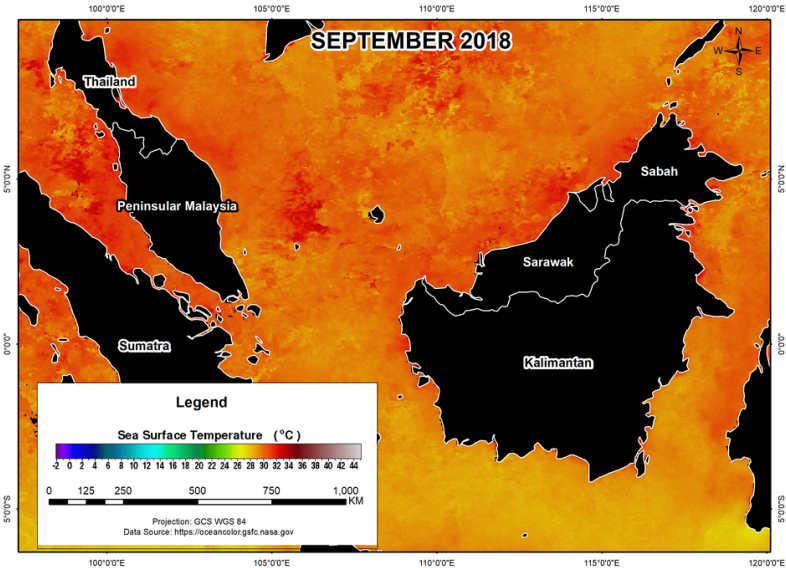 100°0'0"E 105°0'0"E 110°0'0"E 115°0'0"E 120°0'0"E
SEPTEMBER 2018
N
W E
S
Thailand
5°0'0"N
Sabah
5°0'0"N
Peninsular Malaysia
Sarawak
0°0'0"
Sumatra
Kalimantan
0°0'0"
Legend
Sea Surface Temperature (°C)
-2 0 2 4 6 8 10 12 14 16 18 20 22 24 26 28 30 32 34 36 38 40 42 44
0 125 250 500 750 1,000
KM
5°0'0"S
5°0'0"S
Projection: GCS WGS 84
Data Source: https://oceancolor.gsfc.nasa.gov
100°0'0"E 105°0'0"E 110°0'0"E 115°0'0"E 120°0'0"E